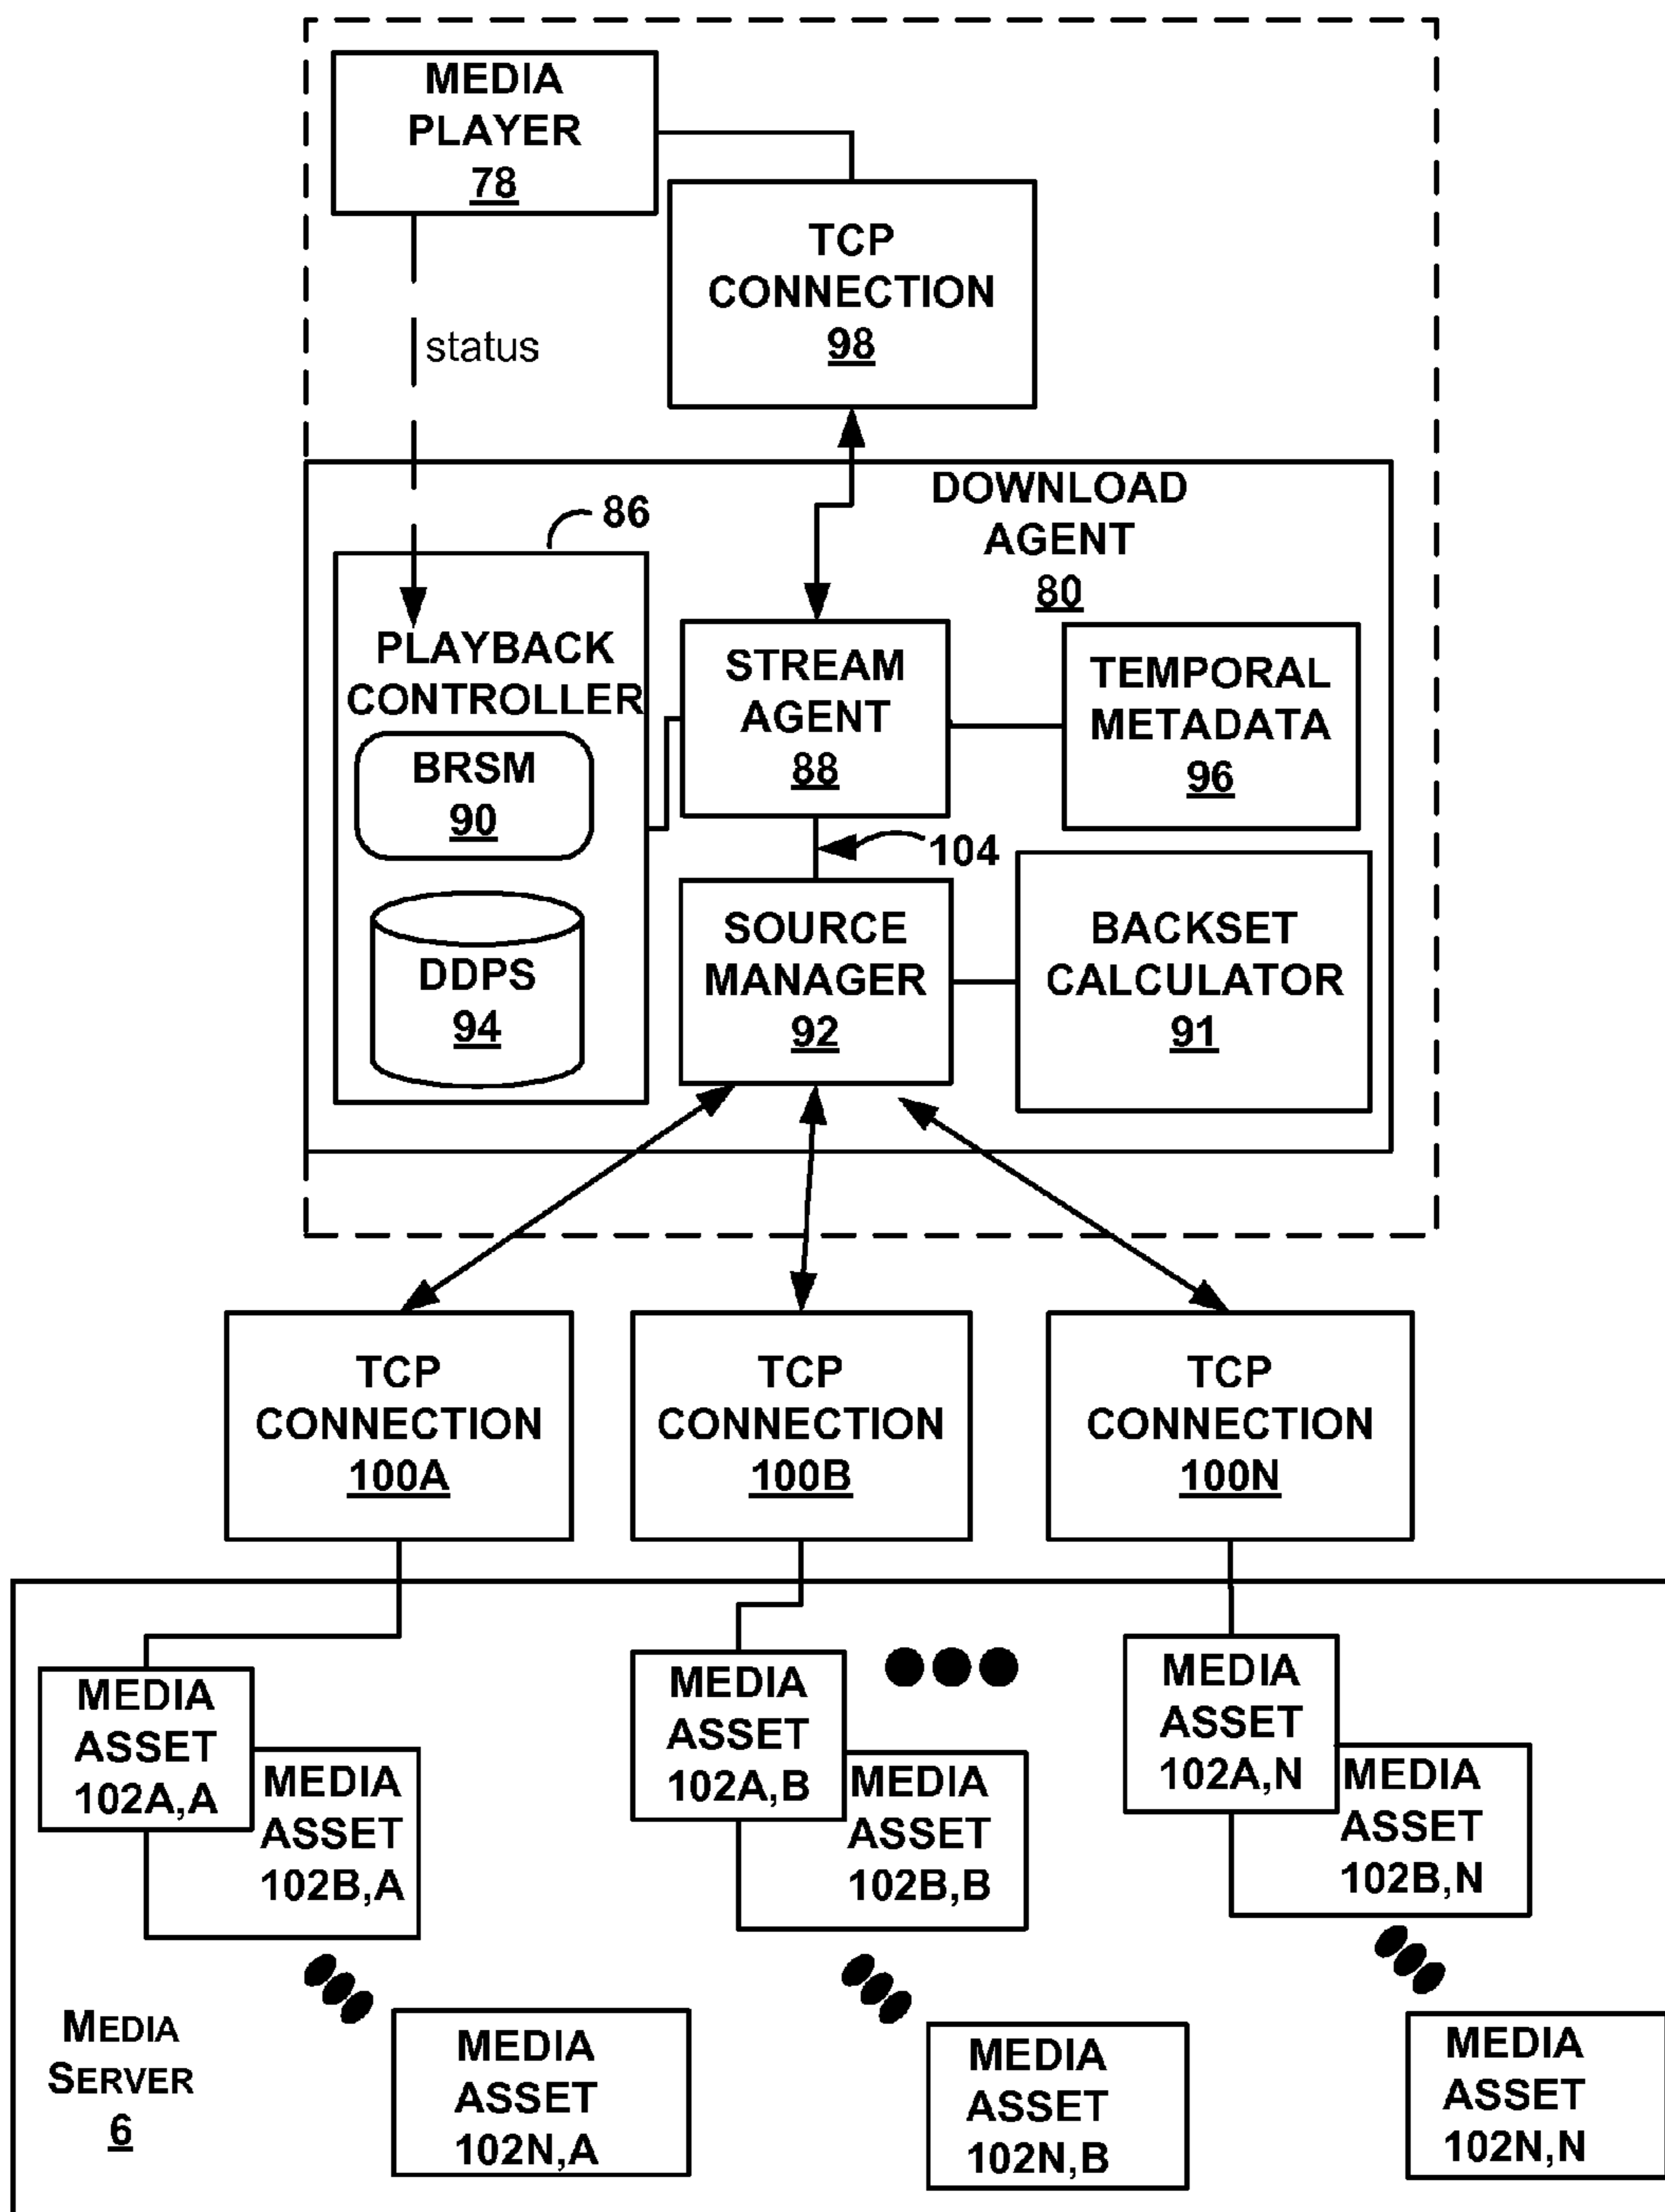 MEDIA
PLAYER
78
TCP
CONNECTION
98
status
DOWNLOAD
AGENT
80
86
PLAYBACK
CONTROLLER
BRSM
90
DDPS
94
STREAM
AGENT
88
TEMPORAL
METADATA
96
104
SOURCE
MANAGER
92
BACKSET
CALCULATOR
91
TCP
CONNECTION
100A
TCP
CONNECTION
100B
TCP
CONNECTION
100N
MEDIA
ASSET
102A,A
MEDIA
ASSET
102B,A
MEDIA
ASSET
102A,B
MEDIA
ASSET
102B,B
MEDIA
ASSET
102A,N
MEDIA
ASSET
102B,N
MEDIA
SERVER
6
MEDIA
ASSET
102N,A
MEDIA
ASSET
102N,B
MEDIA
ASSET
102N,N